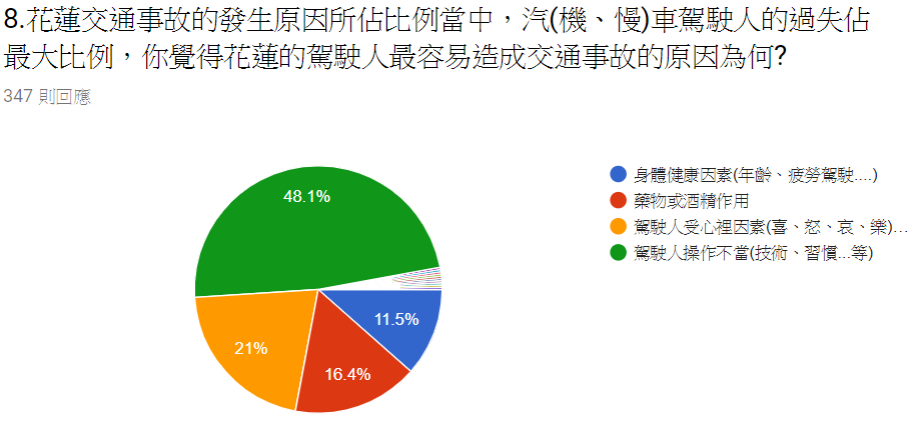 8.花蓮交通事故的發生原因所佔比例當中，汽(機、慢)車駕駛人的過失佔
最大比例，你覺得花蓮的駕駛人最容易造成交通事故的原因為何?
347 則回應
48.1%
11.5%
21%
16.4%
身體健康因素(年齡、疲勞駕駛....)
藥物或酒精作用
駕駛人受心裡因素(喜、怒、哀、樂)...
駕駛人操作不當(技術、習慣...等)